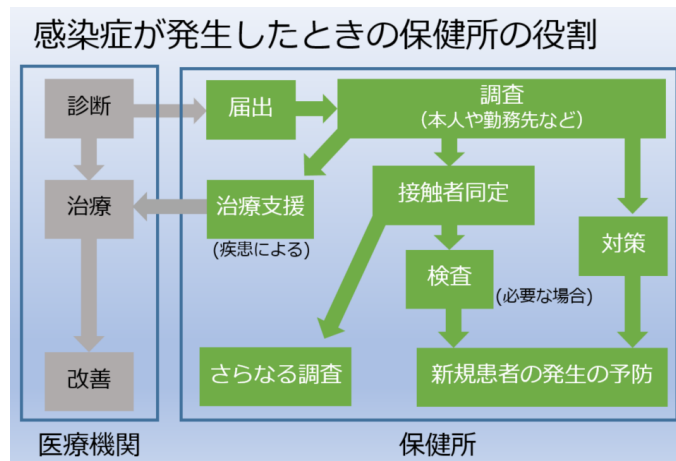 感染症が発生したときの保健所の役割
診断
届出
調査
(本人や勤務先など)
治療
治療支援
(疾患による)
接触者同定
対策
検査
(必要な場合)
改善
さらなる調査
新規患者の発生の予防
医療機関
保健所